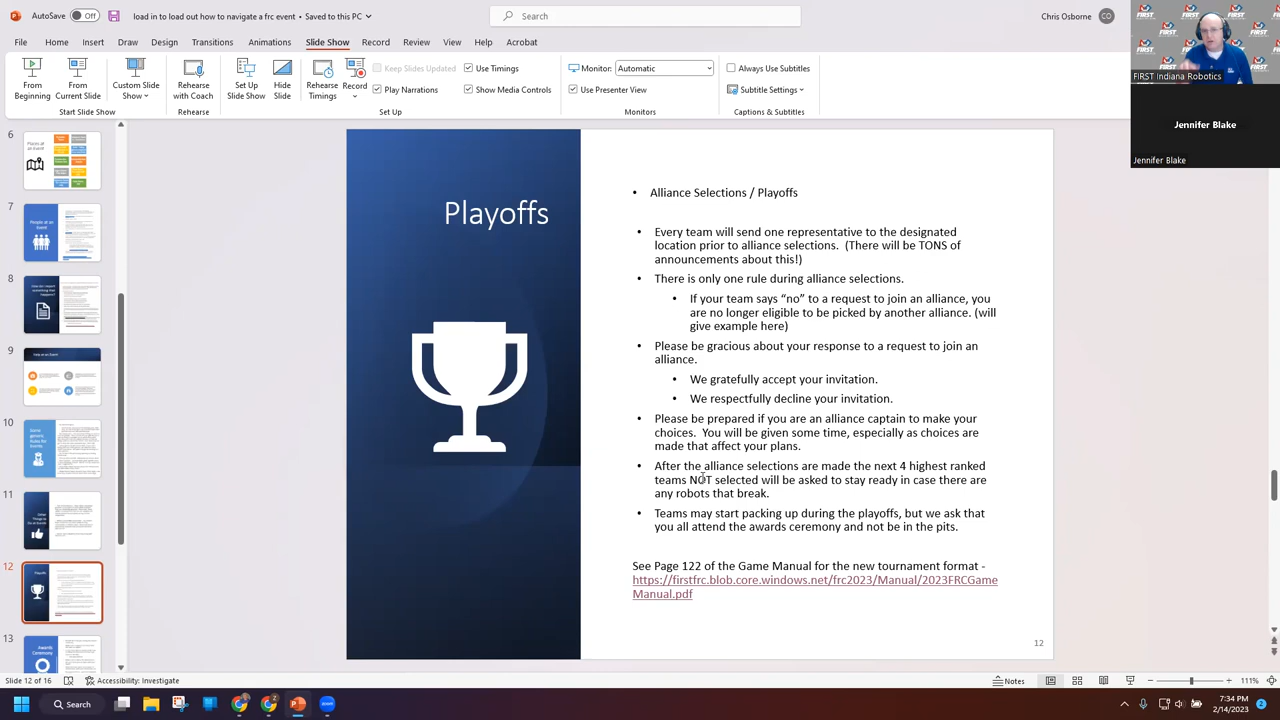 AutoSave Off load in to load out how to navigate a frc event • Saved to this PC Search Chris Osborne CO
File Home Insert Draw Design Transitions Animations Slide Show Record Review View Help Acrobat
From Beginning
From Current Slide
Custom Slide Show
Rehearse with Coach
Set Up Slide Show
Hide Slide
Rehearse Timings
Record
Keep Slides Updated
Use Timings
Play Narrations
Show Media Controls
Monitor: Automatic
Use Presenter View
Always Use Subtitles
Subtitle Settings
Start Slide Show Rehearse Set Up Monitors Captions & Subtitles
FIRST Indiana Robotics
Jennifer Blake
Jennifer Blake
6
7
10
11
12
13
Playoffs
• Alliance Selections / Playoffs
• Every team will send one representative to the designated
location prior to alliance selections. (There will be TONS of
announcements about this!)
• There is only one rule during alliance selections.
• If your team says "no" to a request to join an alliance, you
are no longer eligible to be picked by another alliance. (will
give example here)
• Please be gracious about your response to a request to join an
alliance.
• We gratefully accept your invitation.
• We respectfully decline your invitation.
• Please be prepared if you are an alliance captain to make your
choices. You will be given some time, especially as choices are
made that affect your plans.
• After the alliance selections are made the next 4 highest ranked
teams NOT selected will be asked to stay ready in case there are
any robots that break.
• Teams may start packing up during the playoffs, but we ask that
you all attend the awards ceremony and not be in the pits.
See Page 122 of the Game Manual for the new tournament format -
https://firstfrc.blob.core.windows.net/frc2023/Manual/2023FRCGame
Manual.pdf
12
Slide 12 of 16 Accessibility: Investigate Notes 111%
Search 7:34 PM
2/14/2023 2